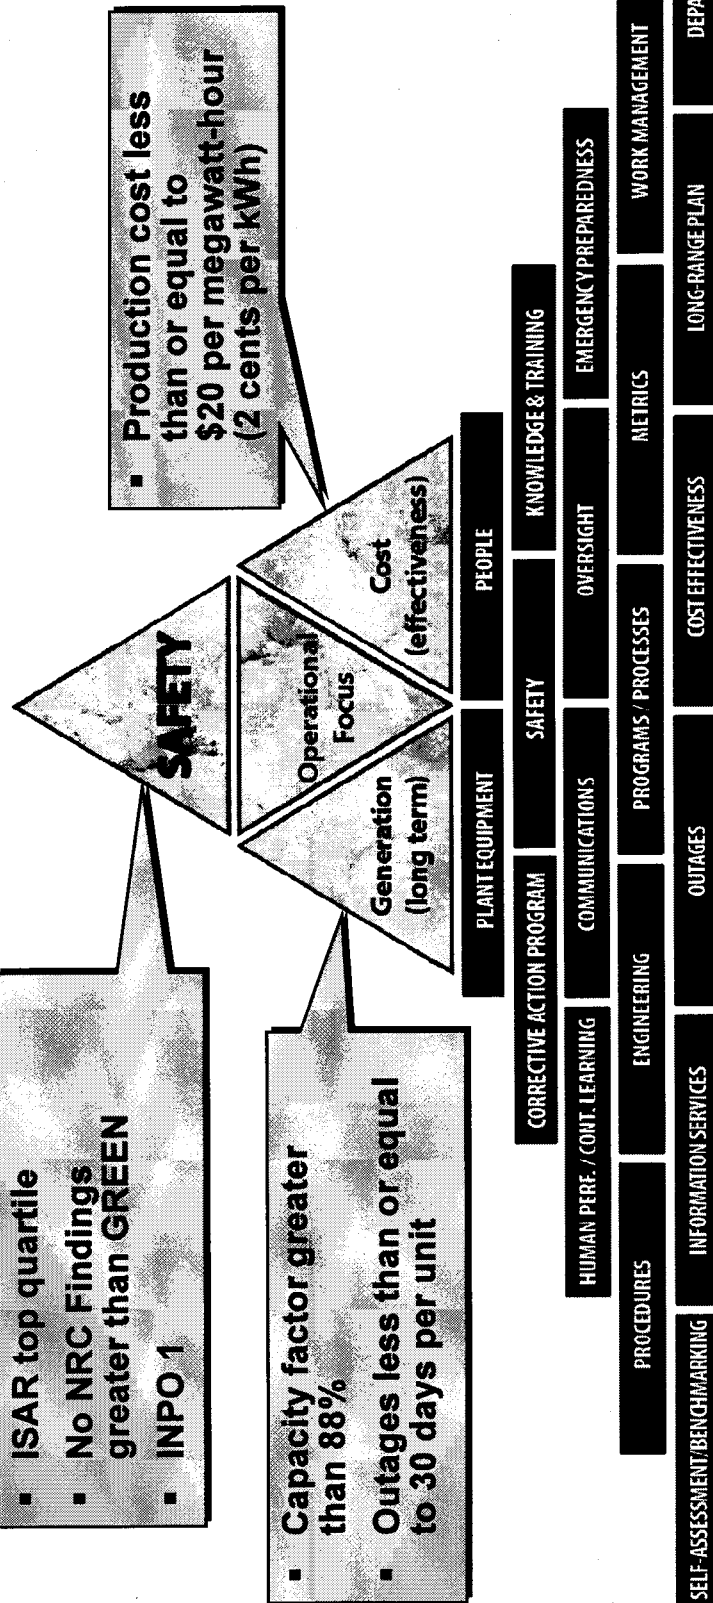 ISAR top quartile
No NRC Findings
greater than GREEN
INPO 1
Capacity factor greater
than 88%
Outages less than or equal
to 30 days per unit
Production cost less
than or equal to
$20 per megawatt-hour
(2 cents per kWh)
SAFETY
Operational
Focus
Generation
(long term)
Cost
(effectiveness)
PLANT EQUIPMENT
PEOPLE
CORRECTIVE ACTION PROGRAM
SAFETY
KNOWLEDGE & TRAINING
HUMAN PERF. / CONT. LEARNING
COMMUNICATIONS
OVERSIGHT
EMERGENCY PREPAREDNESS
PROCEDURES
ENGINEERING
PROGRAMS / PROCESSES
METRICS
WORK MANAGEMENT
SELF-ASSESSMENT/BENCHMARKING
INFORMATION SERVICES
OUTAGES
COST EFFECTIVENESS
LONG-RANGE PLAN
DEPA